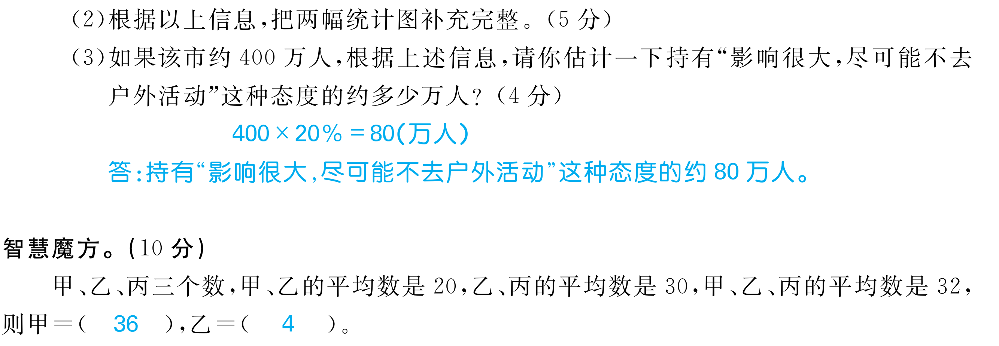 (2)根据以上信息,把两幅统计图补充完整。(5 分)
(3)如果该市约 400 万人,根据上述信息,请你估计一下持有“影响很大,尽可能不去
户外活动”这种态度的约多少万人?(4 分)
400 × 20% = 80(万人)
答:持有“影响很大,尽可能不去户外活动”这种态度的约 80 万人。
智慧魔方。(10 分)
甲、乙、丙三个数,甲、乙的平均数是 20,乙、丙的平均数是 30,甲、乙、丙的平均数是 32,
则甲=( 36 ),乙=( 4 )。